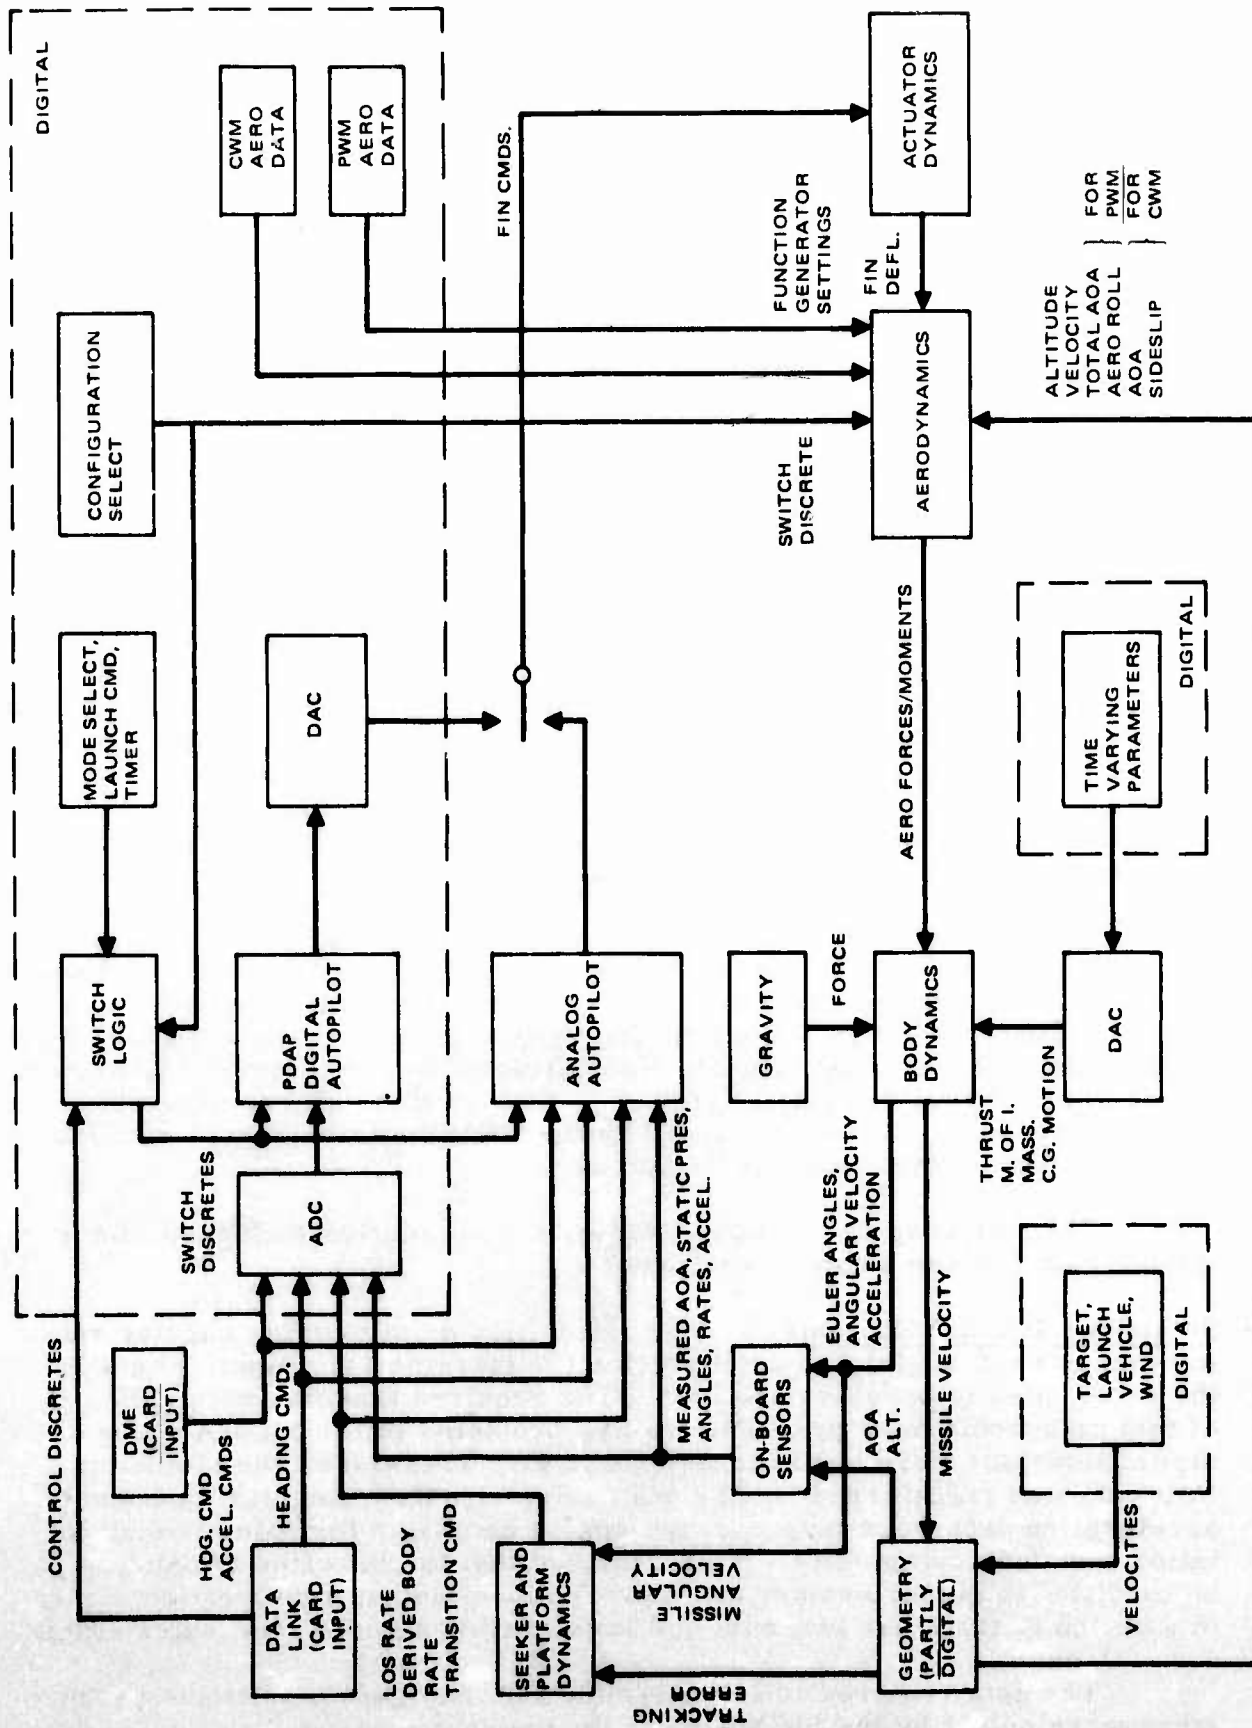 DIGITAL
CONFIGURATION
SELECT
CWM
AERO
DATA
PWM
AERO
DATA
MODE SELECT,
LAUNCH CMD,
TIMER
DAC
SWITCH
LOGIC
PDAP
DIGITAL
AUTOPILOT
SWITCH
DISCRETES
ADC
CONTROL DISCRETES
DME
(CARD
INPUT)
HDG. CMD
ACCEL. CMDS
HEADING CMD.
DATA
LINK
(CARD
INPUT)
LOS RATE
DERIVED BODY
RATE
TRANSITION CMD
SEEKER AND
PLATFORM
DYNAMICS
ANALOG
AUTOPILOT
FIN CMDS.
MEASURED AOA, STATIC PRES,
ANGLES, RATES, ACCEL.
MISSILE
ANGULAR
VELOCITY
TRACKING
ERROR
ON-BOARD
SENSORS
GRAVITY
FORCE
EULER ANGLES,
ANGULAR VELOCITY
ACCELERATION
AOA
ALT.
MISSILE VELOCITY
GEOMETRY
(PARTLY
DIGITAL)
BODY
DYNAMICS
AERO FORCES/MOMENTS
SWITCH
DISCRETE
FUNCTION
GENERATOR
SETTINGS
AERODYNAMICS
FIN
DEFL.
ACTUATOR
DYNAMICS
THRUST
M. OF I.
MASS.
C.G. MOTION
DAC
TIME
VARYING
PARAMETERS
DIGITAL
VELOCITIES
TARGET,
LAUNCH
VEHICLE,
WIND
DIGITAL
ALTITUDE
VELOCITY
TOTAL AOA } FOR
AERO ROLL } PWM
AOA } FOR
SIDESLIP } CWM